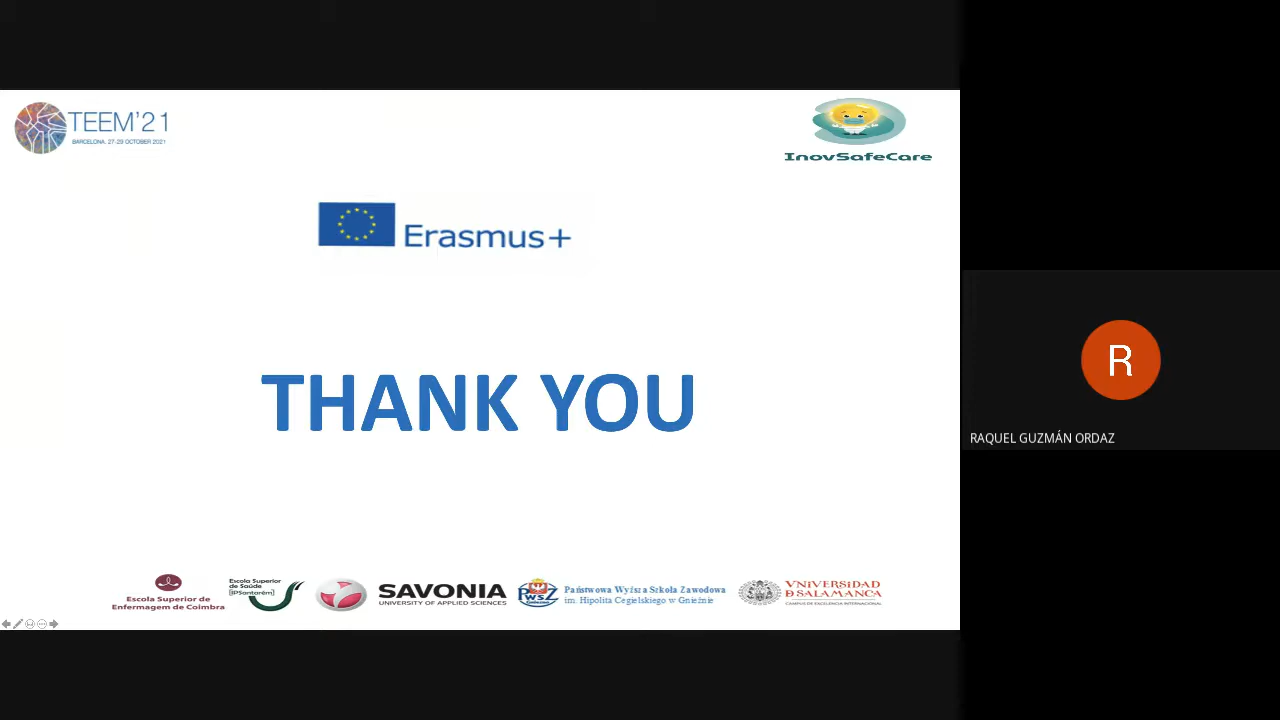 TEEM'21
BARCELONA, 27-29 OCTOBER 2021
InovSafeCare
Erasmus+
THANK YOU
R
RAQUEL GUZMÁN ORDAZ
Escola Superior de
Enfermagem de Coimbra
Escola Superior
de Saúde
[IPSantarém]
SAVONIA
UNIVERSITY OF APPLIED SCIENCES
PWSZ
Gniezno
Państwowa Wyższa Szkoła Zawodowa
im. Hipolita Cegielskiego w Gnieźnie
VNiVERSiDAD
D SALAMANCA
CAMPUS DE EXCELENCIA INTERNACIONAL